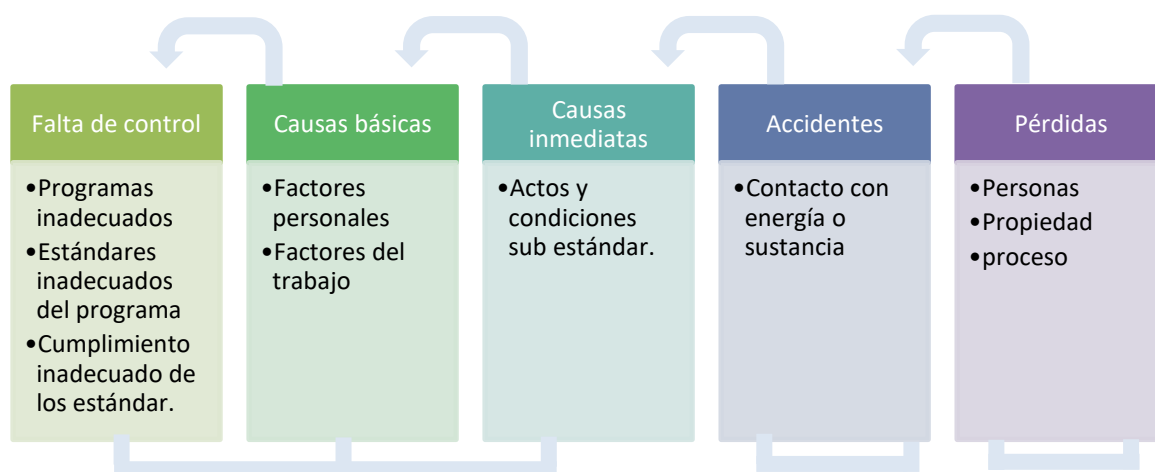 Falta de control
•Programas
inadecuados
•Estándares
inadecuados
del programa
•Cumplimiento
inadecuado de
los estándar.
Causas básicas
•Factores
personales
•Factores del
trabajo
Causas
inmediatas
•Actos y
condiciones
sub estándar.
Accidentes
•Contacto con
energía o
sustancia
Pérdidas
•Personas
•Propiedad
•proceso